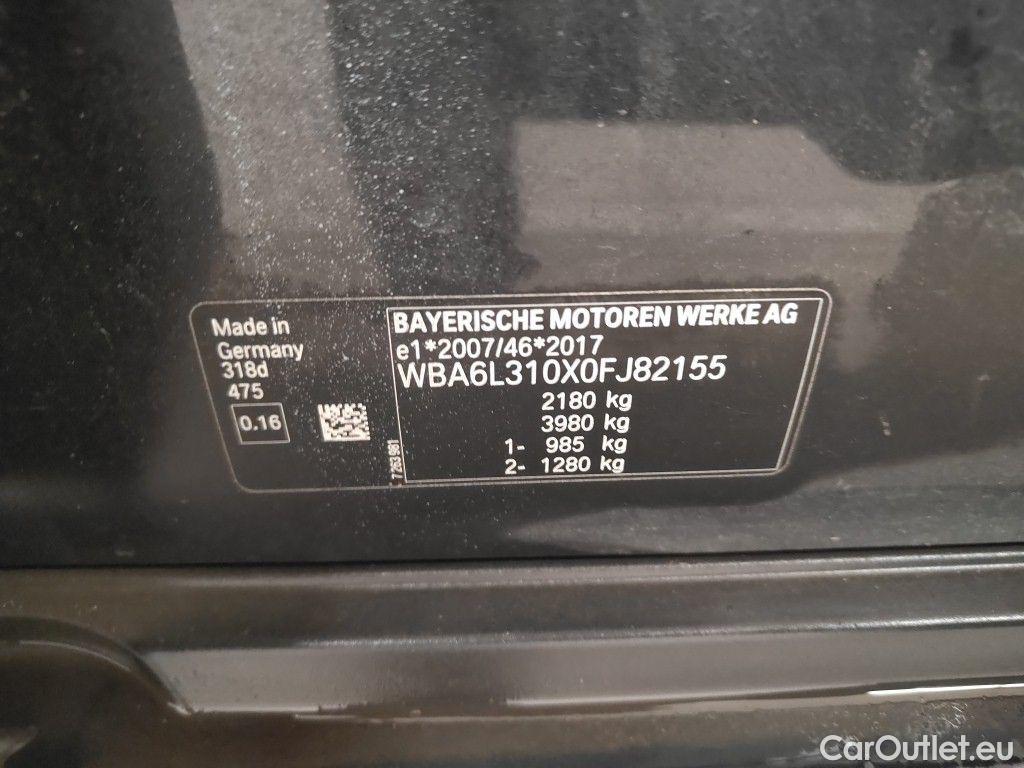 Made in
Germany
318d
475
0.16
7263981
BAYERISCHE MOTOREN WERKE AG
e1*2007/46*2017
WBA6L310X0FJ82155
2180 kg
3980 kg
1- 985 kg
2- 1280 kg
CarOutlet.eu